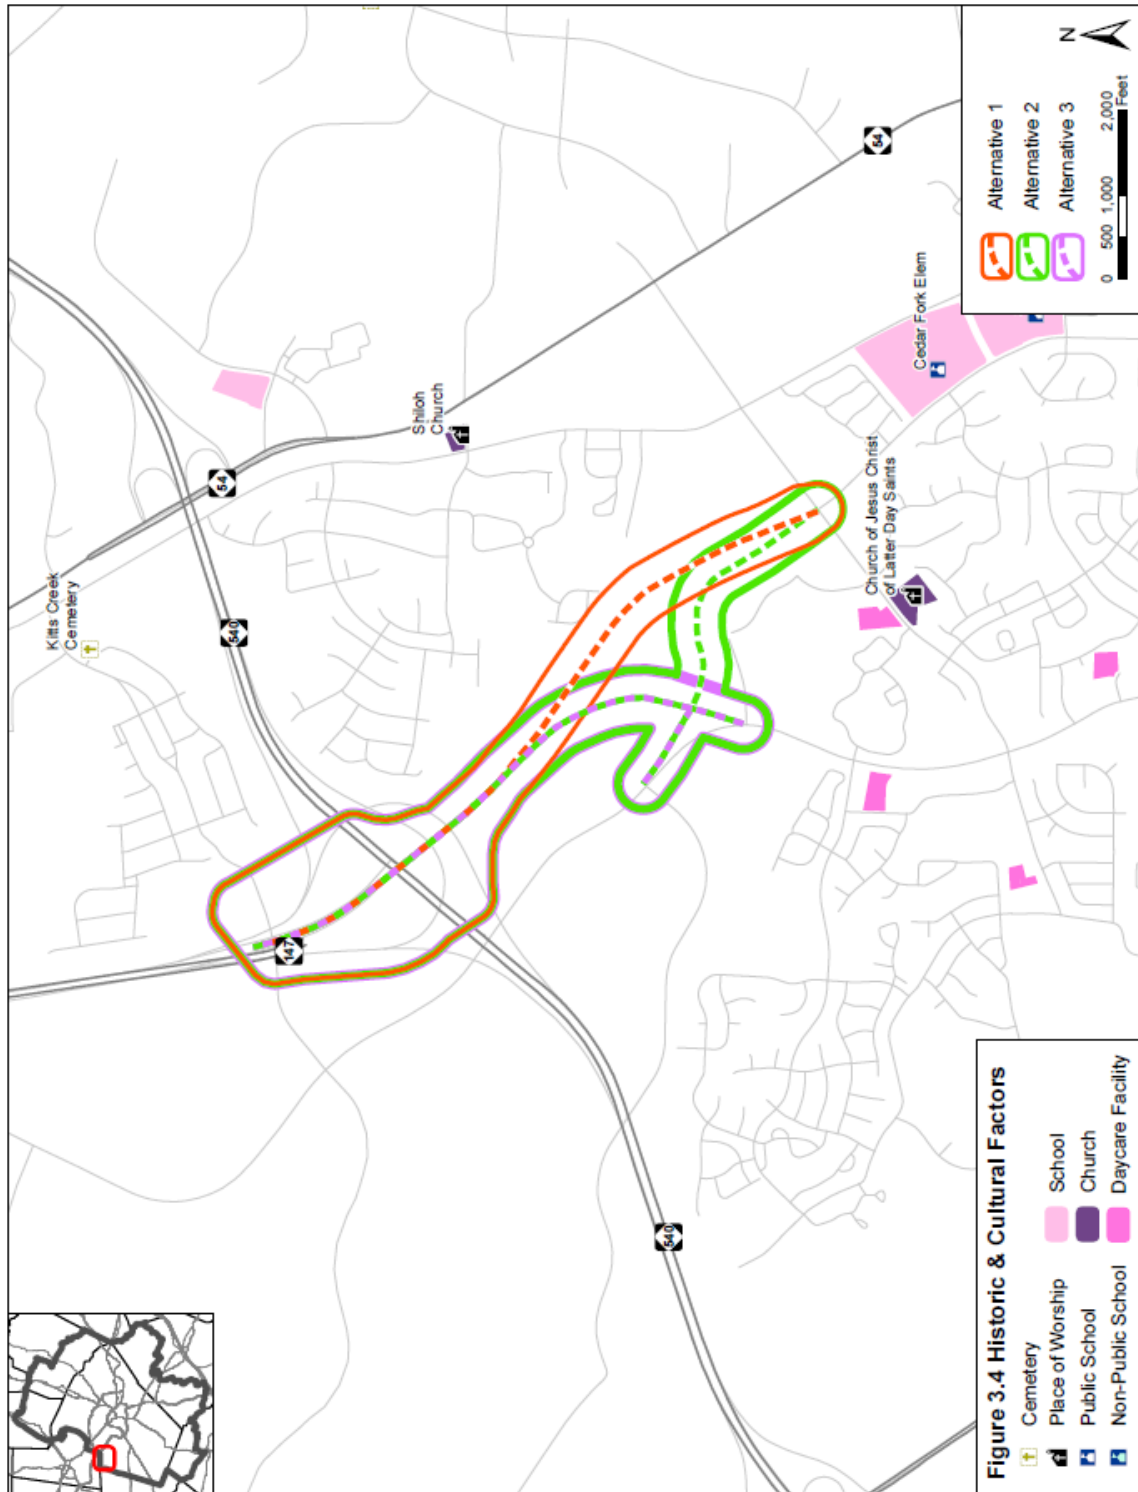 Kitts Creek
Cemetery
54
540
Shiloh
Church
147
54
Cedar Fork Elem
Church of Jesus Christ
of Latter Day Saints
540
Figure 3.4 Historic & Cultural Factors
Cemetery
Place of Worship
Public School
Non-Public School
School
Church
Daycare Facility
N
Alternative 1
Alternative 2
Alternative 3
0 500 1,000 2,000
Feet